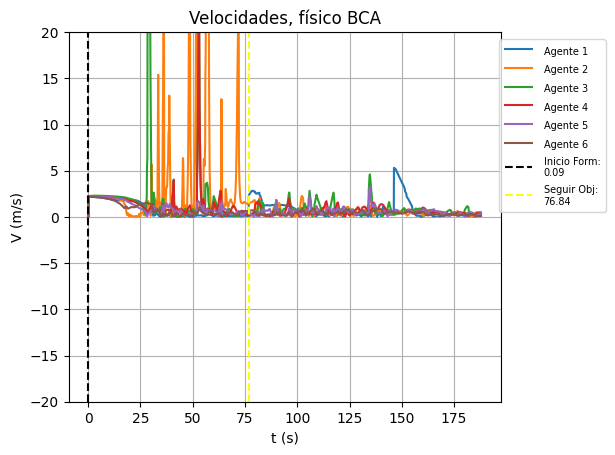 Velocidades, físico BCA
V (m/s)
20
15
10
5
0
−5
−10
−15
−20
0
25
50
75
100
125
150
175
t (s)
Agente 1
Agente 2
Agente 3
Agente 4
Agente 5
Agente 6
Inicio Form:
0.09
Seguir Obj:
76.84